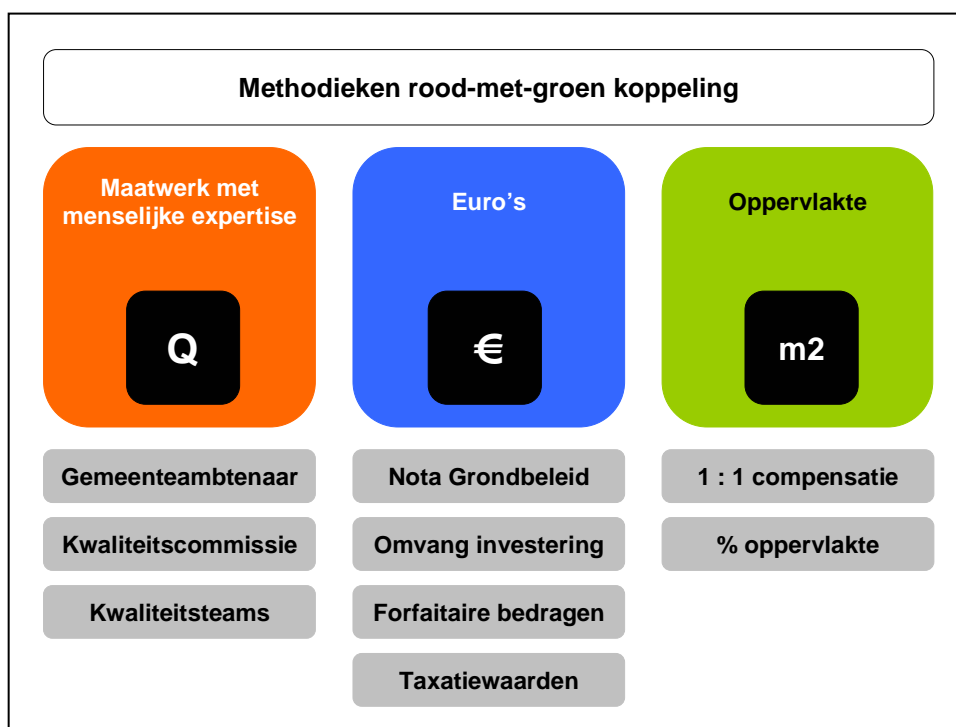 Methodieken rood-met-groen koppeling
Maatwerk met
menselijke expertise
Q
Gemeenteambtenaar
Kwaliteitscommissie
Kwaliteitsteams
Euro's
€
Nota Grondbeleid
Omvang investering
Forfaitaire bedragen
Taxatiewaarden
Oppervlakte
m2
1 : 1 compensatie
% oppervlakte